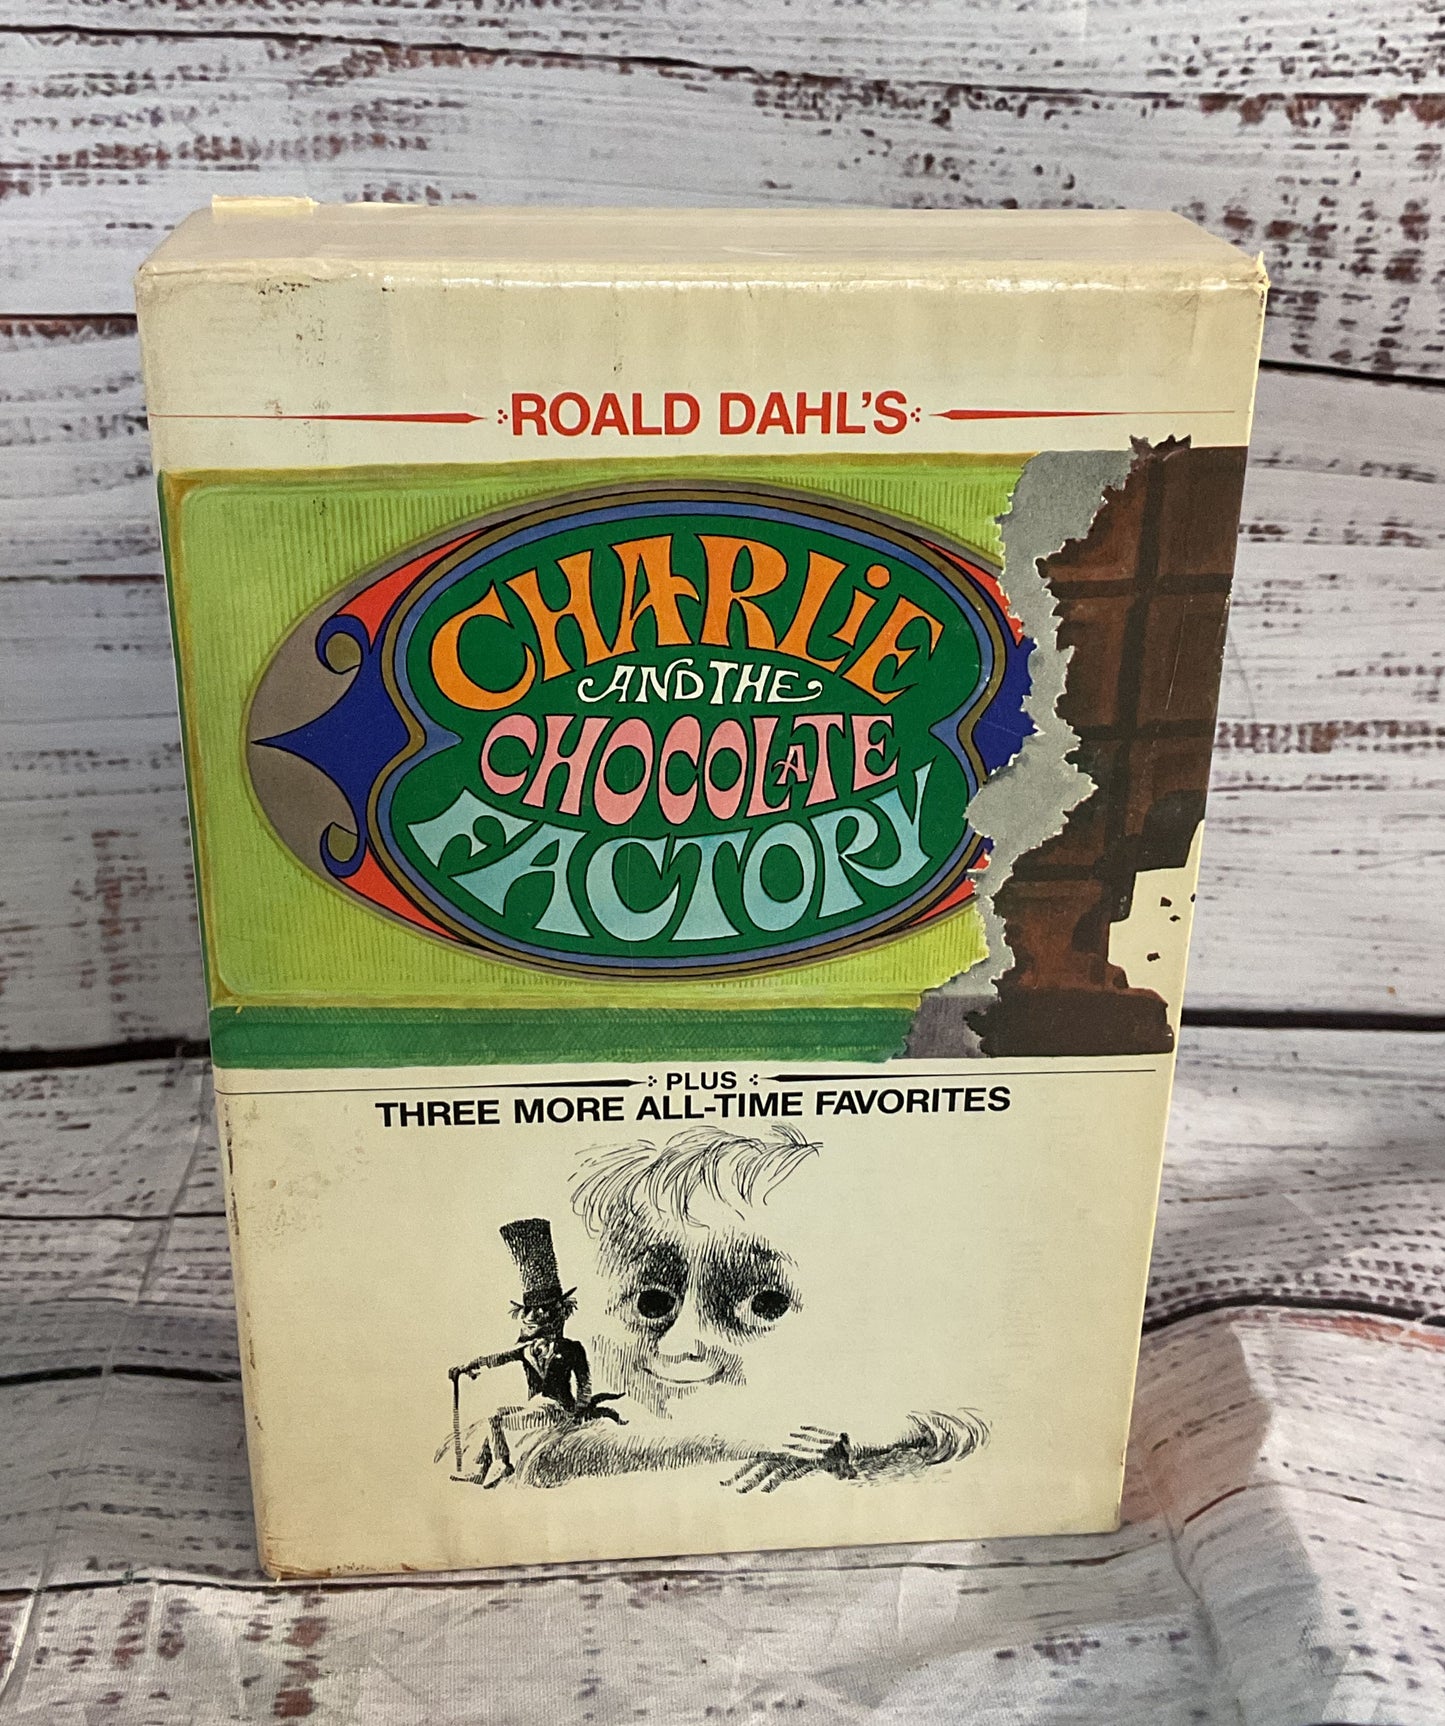 ROALD DAHL'S
CHARLiE
AND THE
CHOCOLATE
FACTORY
PLUS
THREE MORE ALL-TIME FAVORITES